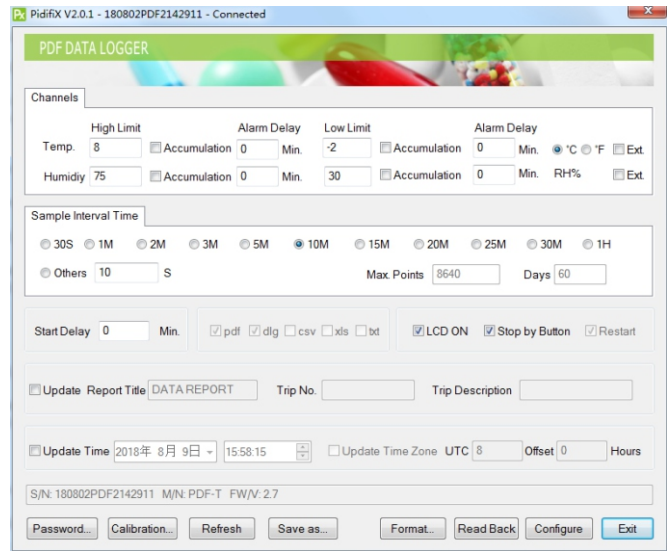 Px PidifiX V2.0.1 - 180802PDF2142911 - Connected
PDF DATA LOGGER
Channels
High Limit Alarm Delay Low Limit Alarm Delay
Temp. 8 Accumulation 0 Min. -2 Accumulation 0 Min. °C °F Ext.
Humidiy 75 Accumulation 0 Min. 30 Accumulation 0 Min. RH% Ext.
Sample Interval Time
30S 1M 2M 3M 5M 10M 15M 20M 25M 30M 1H
Others 10 S Max. Points 8640 Days 60
Start Delay 0 Min. pdf dlg csv xls txt LCD ON Stop by Button Restart
Update Report Title DATA REPORT Trip No. Trip Description
Update Time 2018年 8月 9日 15:58:15 Update Time Zone UTC 8 Offset 0 Hours
S/N: 180802PDF2142911 M/N: PDF-T FW/V: 2.7
Password... Calibration... Refresh Save as... Format... Read Back Configure Exit